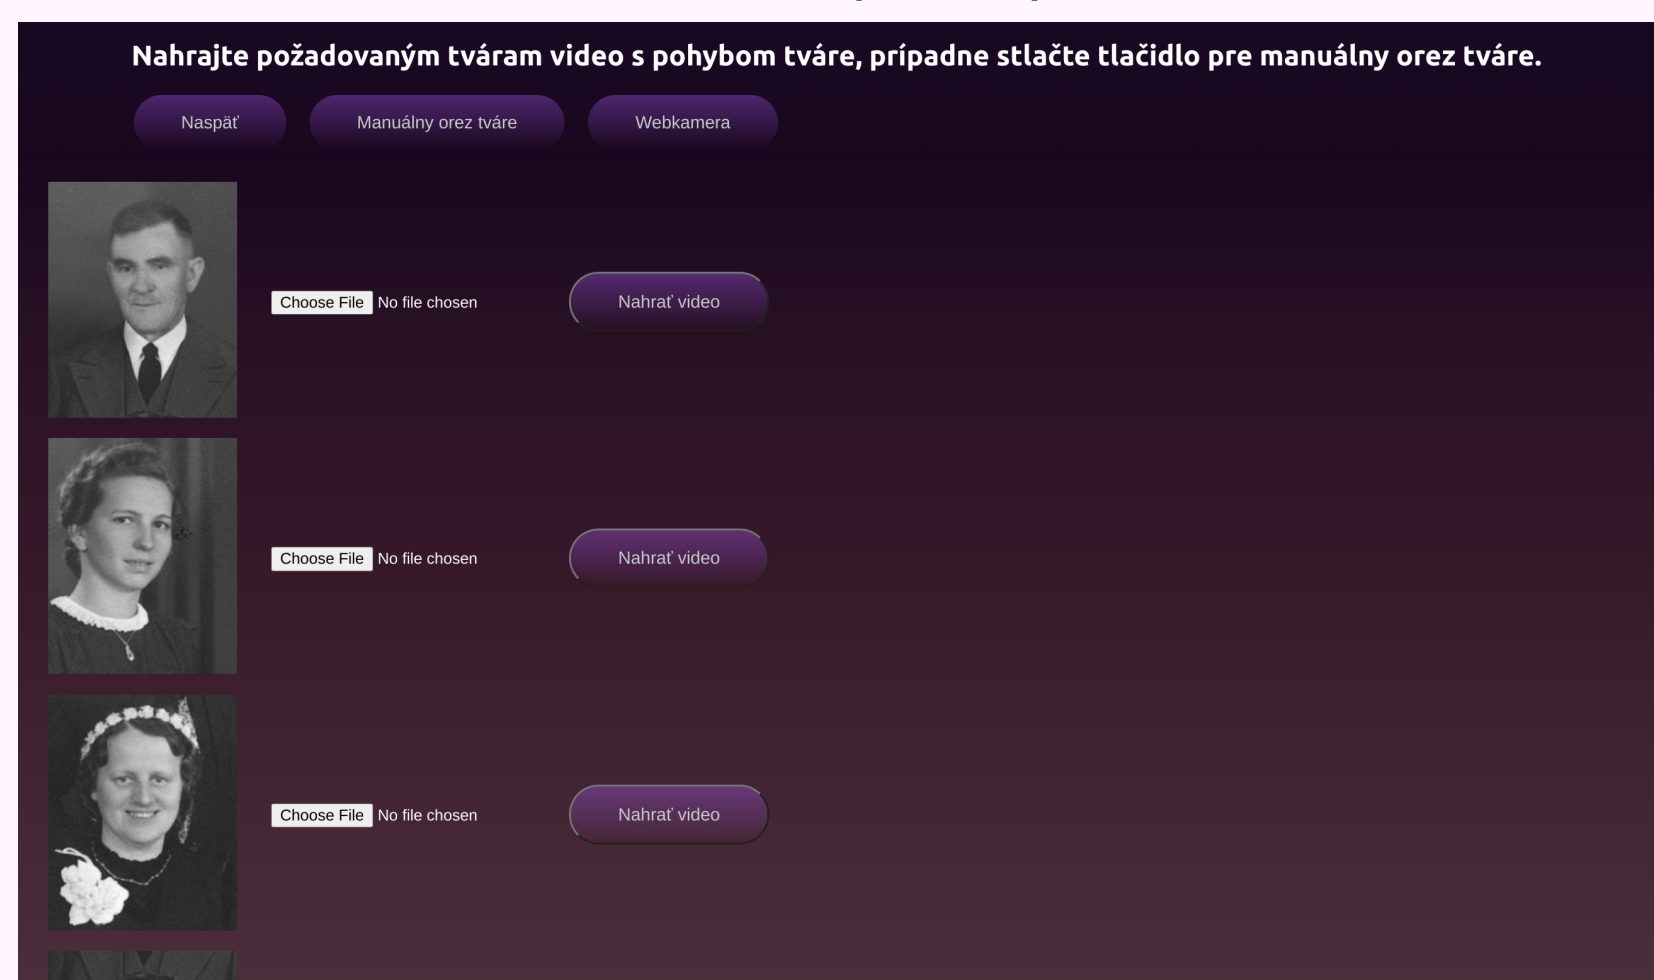 Nahrajte požadovaným tváram video s pohybom tváre, prípadne stlačte tlačidlo pre manuálny orez tváre.
Naspäť Manuálny orez tváre Webkamera
Choose File No file chosen Nahrať video
Choose File No file chosen Nahrať video
Choose File No file chosen Nahrať video